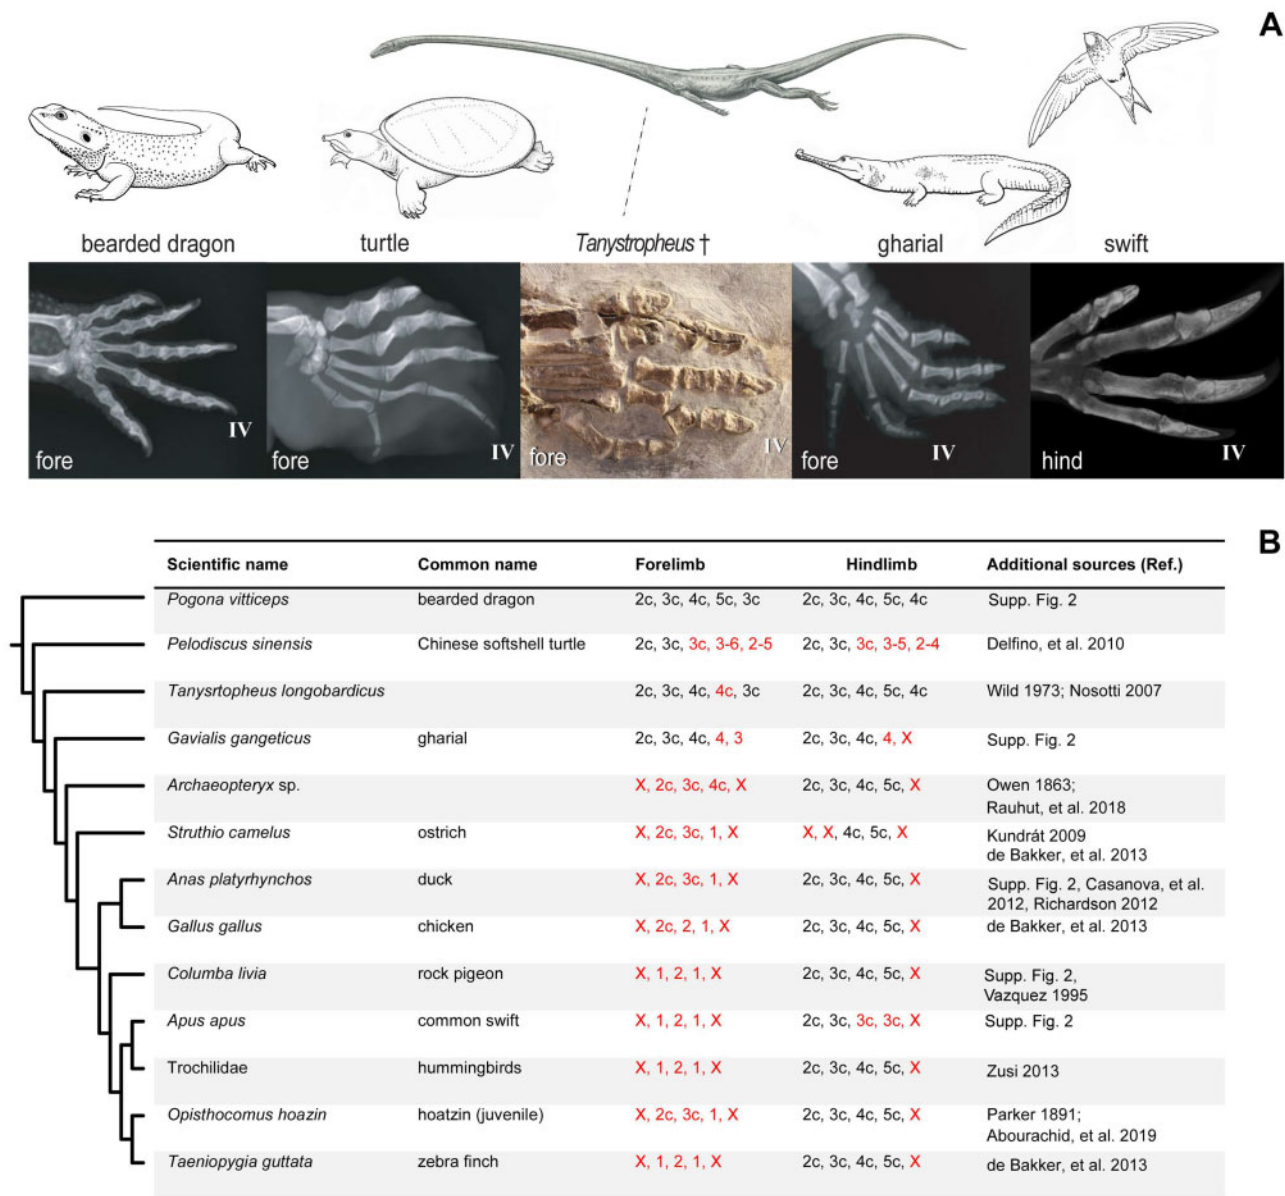 A
bearded dragon
turtle
Tanystropheus †
gharial
swift
fore
IV
fore
IV
fore
IV
fore
IV
hind
IV
B
Scientific name Common name Forelimb Hindlimb Additional sources (Ref.)
Pogona vitticeps bearded dragon 2c, 3c, 4c, 5c, 3c 2c, 3c, 4c, 5c, 4c Supp. Fig. 2
Pelodiscus sinensis Chinese softshell turtle 2c, 3c, 3c, 3-6, 2-5 2c, 3c, 3c, 3-5, 2-4 Delfino, et al. 2010
Tanysrtopheus longobardicus 2c, 3c, 4c, 4c, 3c 2c, 3c, 4c, 5c, 4c Wild 1973; Nosotti 2007
Gavialis gangeticus gharial 2c, 3c, 4c, 4, 3 2c, 3c, 4c, 4, X Supp. Fig. 2
Archaeopteryx sp. X, 2c, 3c, 4c, X 2c, 3c, 4c, 5c, X Owen 1863;
Rauhut, et al. 2018
Struthio camelus ostrich X, 2c, 3c, 1, X X, X, 4c, 5c, X Kundrát 2009
de Bakker, et al. 2013
Anas platyrhynchos duck X, 2c, 3c, 1, X 2c, 3c, 4c, 5c, X Supp. Fig. 2, Casanova, et al.
2012, Richardson 2012
Gallus gallus chicken X, 2c, 2, 1, X 2c, 3c, 4c, 5c, X de Bakker, et al. 2013
Columba livia rock pigeon X, 1, 2, 1, X 2c, 3c, 4c, 5c, X Supp. Fig. 2,
Vazquez 1995
Apus apus common swift X, 1, 2, 1, X 2c, 3c, 3c, 3c, X Supp. Fig. 2
Trochilidae hummingbirds X, 1, 2, 1, X 2c, 3c, 4c, 5c, X Zusi 2013
Opisthocomus hoazin hoatzin (juvenile) X, 2c, 3c, 1, X 2c, 3c, 4c, 5c, X Parker 1891;
Abourachid, et al. 2019
Taeniopygia guttata zebra finch X, 1, 2, 1, X 2c, 3c, 4c, 5c, X de Bakker, et al. 2013